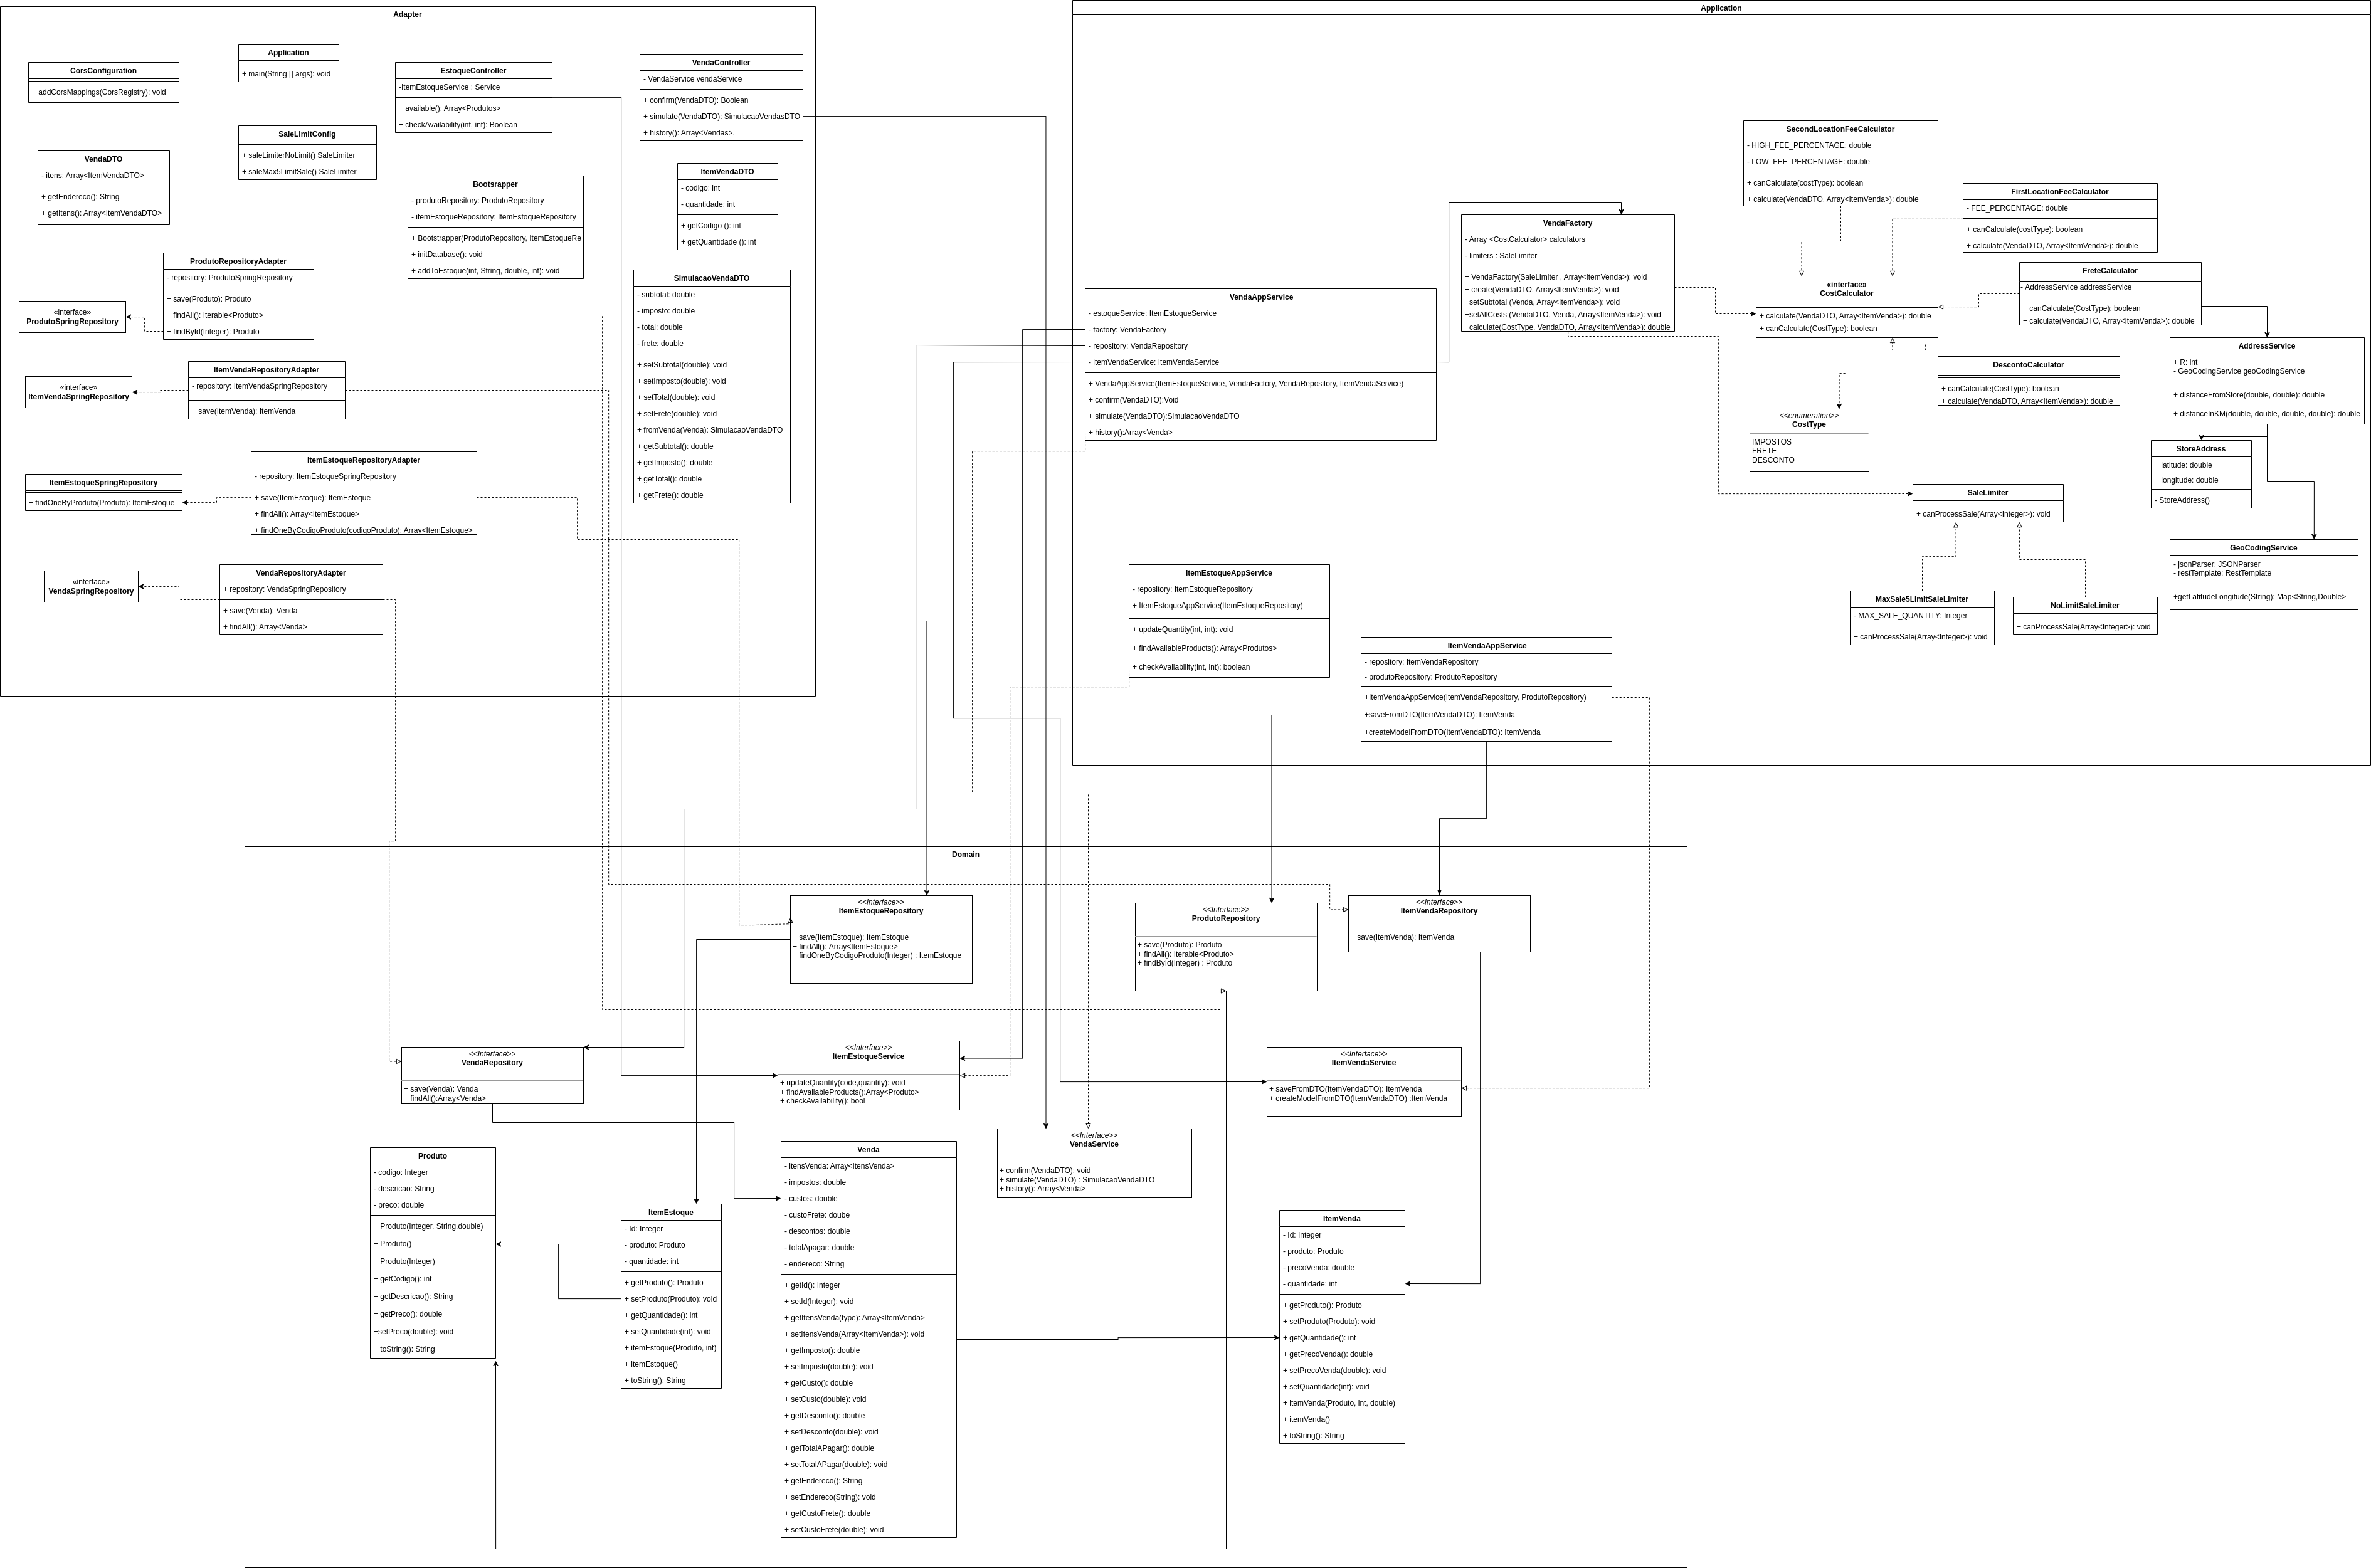 Adapter
CorsConfiguration
+ addCorsMappings(CorsRegistry): void
Application
+ main(String [] args): void
EstoqueController
-ItemEstoqueService : Service
+ available(): Array<Produtos>
+ checkAvailability(int, int): Boolean
VendaController
- VendaService vendaService
+ confirm(VendaDTO): Boolean
+ simulate(VendaDTO): SimulacaoVendasDTO
+ history(): Array<Vendas>.
SaleLimitConfig
+ saleLimiterNoLimit() SaleLimiter
+ saleMax5LimitSale() SaleLimiter
VendaDTO
- itens: Array<ItemVendaDTO>
+ getEndereco(): String
+ getItens(): Array<ItemVendaDTO>
Bootsrapper
- produtoRepository: ProdutoRepository
- itemEstoqueRepository: ItemEstoqueRepository
+ Bootstrapper(ProdutoRepository, ItemEstoqueRe
+ initDatabase(): void
+ addToEstoque(int, String, double, int): void
ItemVendaDTO
- codigo: int
- quantidade: int
+ getCodigo (): int
+ getQuantidade (): int
ProdutoRepositoryAdapter
- repository: ProdutoSpringRepository
+ save(Produto): Produto
+ findAll(): Iterable<Produto>
+ findById(Integer): Produto
«interface»
ProdutoSpringRepository
SimulacaoVendaDTO
- subtotal: double
- imposto: double
- total: double
- frete: double
+ setSubtotal(double): void
+ setImposto(double): void
+ setTotal(double): void
+ setFrete(double): void
+ fromVenda(Venda): SimulacaoVendaDTO
+ getSubtotal(): double
+ getImposto(): double
+ getTotal(): double
+ getFrete(): double
ItemVendaRepositoryAdapter
- repository: ItemVendaSpringRepository
+ save(ItemVenda): ItemVenda
«interface»
ItemVendaSpringRepository
ItemEstoqueRepositoryAdapter
- repository: ItemEstoqueSpringRepository
+ save(ItemEstoque): ItemEstoque
+ findAll(): Array<ItemEstoque>
+ findOneByCodigoProduto(codigoProduto): Array<ItemEstoque>
ItemEstoqueSpringRepository
+ findOneByProduto(Produto): ItemEstoque
VendaRepositoryAdapter
+ repository: VendaSpringRepository
+ save(Venda): Venda
+ findAll(): Array<Venda>
«interface»
VendaSpringRepository
Application
SecondLocationFeeCalculator
- HIGH_FEE_PERCENTAGE: double
- LOW_FEE_PERCENTAGE: double
+ canCalculate(costType): boolean
+ calculate(VendaDTO, Array<ItemVenda>): double
FirstLocationFeeCalculator
- FEE_PERCENTAGE: double
+ canCalculate(costType): boolean
+ calculate(VendaDTO, Array<ItemVenda>): double
VendaFactory
- Array <CostCalculator> calculators
- limiters : SaleLimiter
+ VendaFactory(SaleLimiter , Array<ItemVenda>): void
+ create(VendaDTO, Array<ItemVenda>): void
+setSubtotal (Venda, Array<ItemVenda>): void
+setAllCosts (VendaDTO, Venda, Array<ItemVenda>): void
+calculate(CostType, VendaDTO, Array<ItemVenda>): double
«interface»
CostCalculator
+ calculate(VendaDTO, Array<ItemVenda>): double
+ canCalculate(CostType): boolean
FreteCalculator
- AddressService addressService
+ canCalculate(CostType): boolean
+ calculate(VendaDTO, Array<ItemVenda>): double
VendaAppService
- estoqueService: ItemEstoqueService
- factory: VendaFactory
- repository: VendaRepository
- itemVendaService: ItemVendaService
+ VendaAppService(ItemEstoqueService, VendaFactory, VendaRepository, ItemVendaService)
+ confirm(VendaDTO):Void
+ simulate(VendaDTO):SimulacaoVendaDTO
+ history():Array<Venda>
DescontoCalculator
+ canCalculate(CostType): boolean
+ calculate(VendaDTO, Array<ItemVenda>): double
AddressService
+ R: int
- GeoCodingService geoCodingService
+ distanceFromStore(double, double): double
+ distanceInKM(double, double, double, double): double
<<enumeration>>
CostType
IMPOSTOS
FRETE
DESCONTO
StoreAddress
+ latitude: double
+ longitude: double
- StoreAddress()
SaleLimiter
+ canProcessSale(Array<Integer>): void
GeoCodingService
- jsonParser: JSONParser
- restTemplate: RestTemplate
+getLatitudeLongitude(String): Map<String,Double>
MaxSale5LimitSaleLimiter
- MAX_SALE_QUANTITY: Integer
+ canProcessSale(Array<Integer>): void
NoLimitSaleLimiter
+ canProcessSale(Array<Integer>): void
ItemEstoqueAppService
- repository: ItemEstoqueRepository
+ ItemEstoqueAppService(ItemEstoqueRepository)
+ updateQuantity(int, int): void
+ findAvailableProducts(): Array<Produtos>
+ checkAvailability(int, int): boolean
ItemVendaAppService
- repository: ItemVendaRepository
- produtoRepository: ProdutoRepository
+ItemVendaAppService(ItemVendaRepository, ProdutoRepository)
+saveFromDTO(ItemVendaDTO): ItemVenda
+createModelFromDTO(ItemVendaDTO): ItemVenda
Domain
<<Interface>>
ItemEstoqueRepository
+ save(ItemEstoque): ItemEstoque
+ findAll(): Array<ItemEstoque>
+ findOneByCodigoProduto(Integer) : ItemEstoque
<<Interface>>
ProdutoRepository
+ save(Produto): Produto
+ findAll(): Iterable<Produto>
+ findById(Integer) : Produto
<<Interface>>
ItemVendaRepository
+ save(ItemVenda): ItemVenda
<<Interface>>
VendaRepository
+ save(Venda): Venda
+ findAll():Array<Venda>
<<Interface>>
ItemEstoqueService
+ updateQuantity(code,quantity): void
+ findAvailableProducts():Array<Produto>
+ checkAvailability(): bool
<<Interface>>
ItemVendaService
+ saveFromDTO(ItemVendaDTO): ItemVenda
+ createModelFromDTO(ItemVendaDTO) :ItemVenda
<<Interface>>
VendaService
+ confirm(VendaDTO): void
+ simulate(VendaDTO) : SimulacaoVendaDTO
+ history(): Array<Venda>
Produto
- codigo: Integer
- descricao: String
- preco: double
+ Produto(Integer, String,double)
+ Produto()
+ Produto(Integer)
+ getCodigo(): int
+ getDescricao(): String
+ getPreco(): double
+setPreco(double): void
+ toString(): String
ItemEstoque
- Id: Integer
- produto: Produto
- quantidade: int
+ getProduto(): Produto
+ setProduto(Produto): void
+ getQuantidade(): int
+ setQuantidade(int): void
+ itemEstoque(Produto, int)
+ itemEstoque()
+ toString(): String
Venda
- itensVenda: Array<ItensVenda>
- impostos: double
- custos: double
- custoFrete: doube
- descontos: double
- totalApagar: double
- endereco: String
+ getId(): Integer
+ setId(Integer): void
+ getItensVenda(type): Array<ItemVenda>
+ setItensVenda(Array<ItemVenda>): void
+ getImposto(): double
+ setImposto(double): void
+ getCusto(): double
+ setCusto(double): void
+ getDesconto(): double
+ setDesconto(double): void
+ getTotalAPagar(): double
+ setTotalAPagar(double): void
+ getEndereco(): String
+ setEndereco(String): void
+ getCustoFrete(): double
+ setCustoFrete(double): void
ItemVenda
- Id: Integer
- produto: Produto
- precoVenda: double
- quantidade: int
+ getProduto(): Produto
+ setProduto(Produto): void
+ getQuantidade(): int
+ getPrecoVenda(): double
+ setPrecoVenda(double): void
+ setQuantidade(int): void
+ itemVenda(Produto, int, double)
+ itemVenda()
+ toString(): String